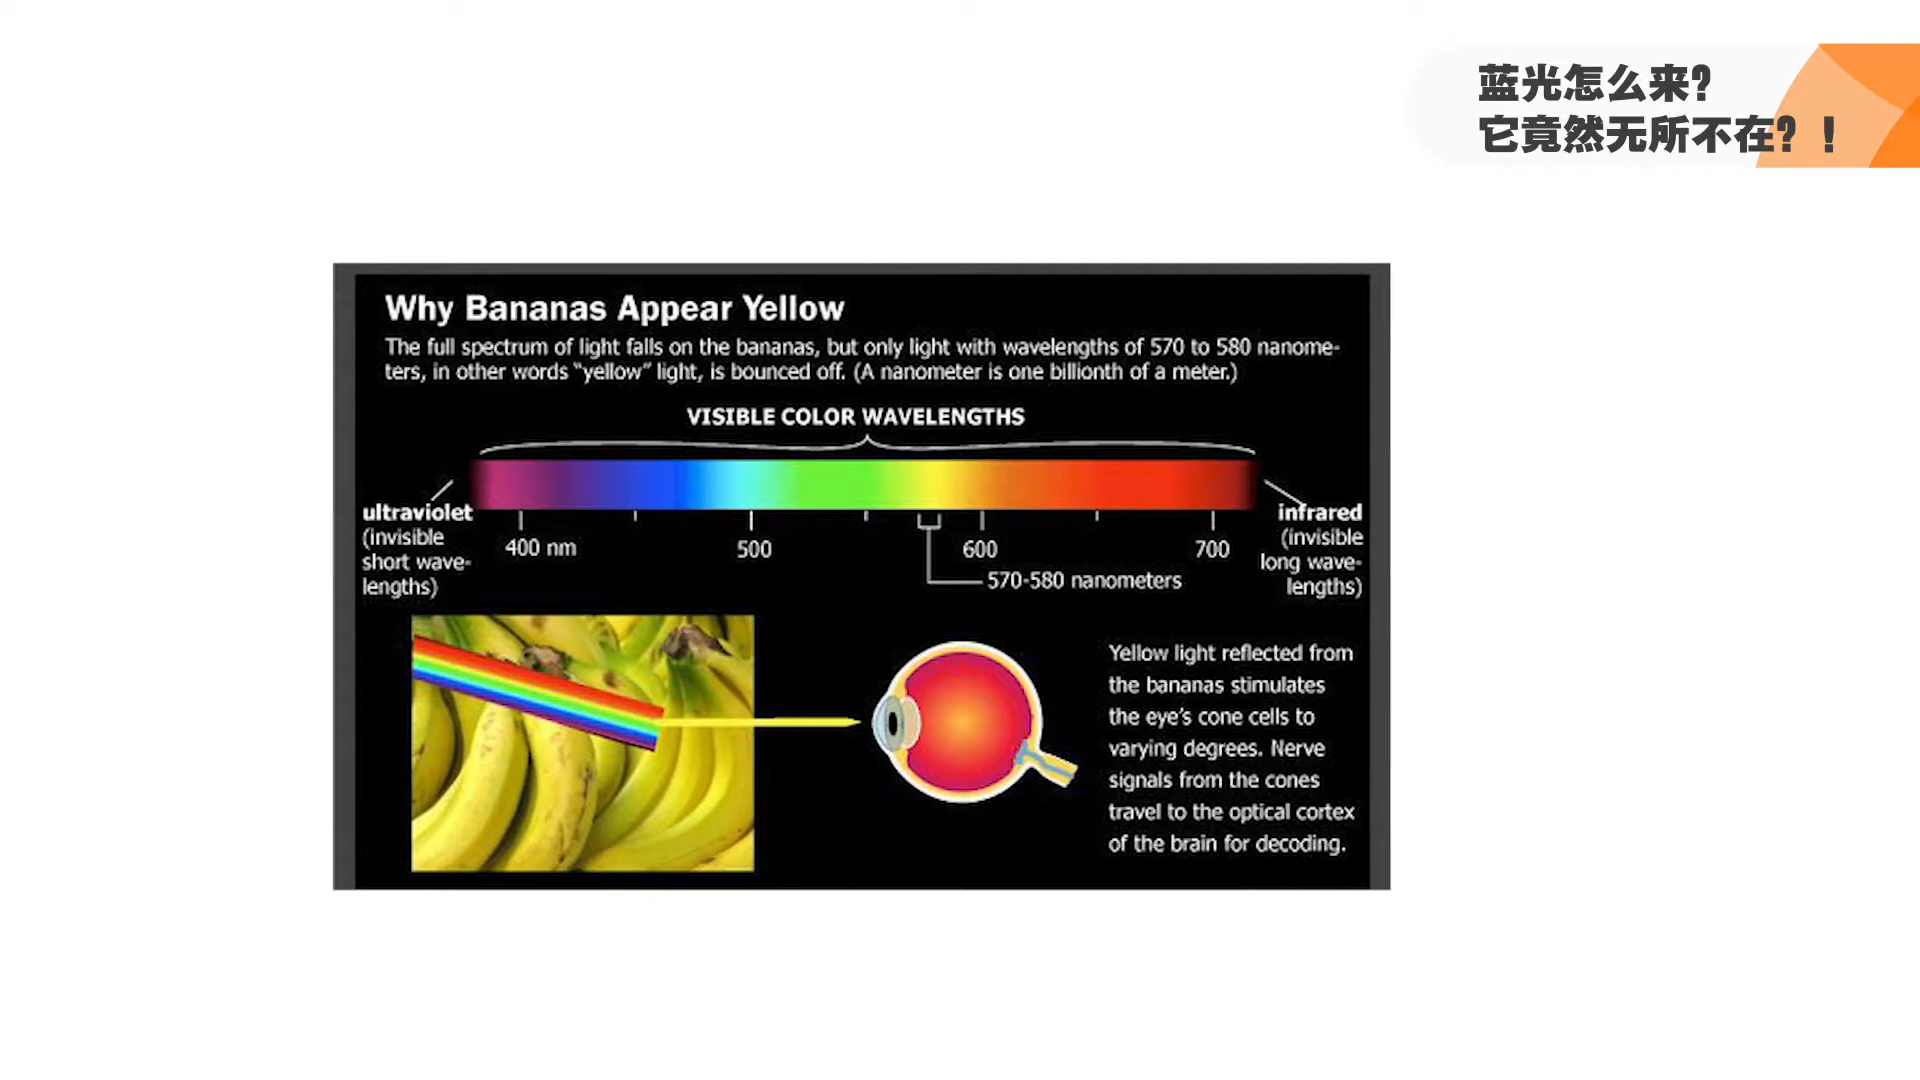 蓝光怎么来？
它竟然无所不在？！
Why Bananas Appear Yellow
The full spectrum of light falls on the bananas, but only light with wavelengths of 570 to 580 nanome-
ters, in other words “yellow” light, is bounced off. (A nanometer is one billionth of a meter.)
VISIBLE COLOR WAVELENGTHS
ultraviolet
(invisible
short wave-
lengths)
400 nm
500
600
700
570-580 nanometers
infrared
(invisible
long wave-
lengths)
Yellow light reflected from
the bananas stimulates
the eye’s cone cells to
varying degrees. Nerve
signals from the cones
travel to the optical cortex
of the brain for decoding.